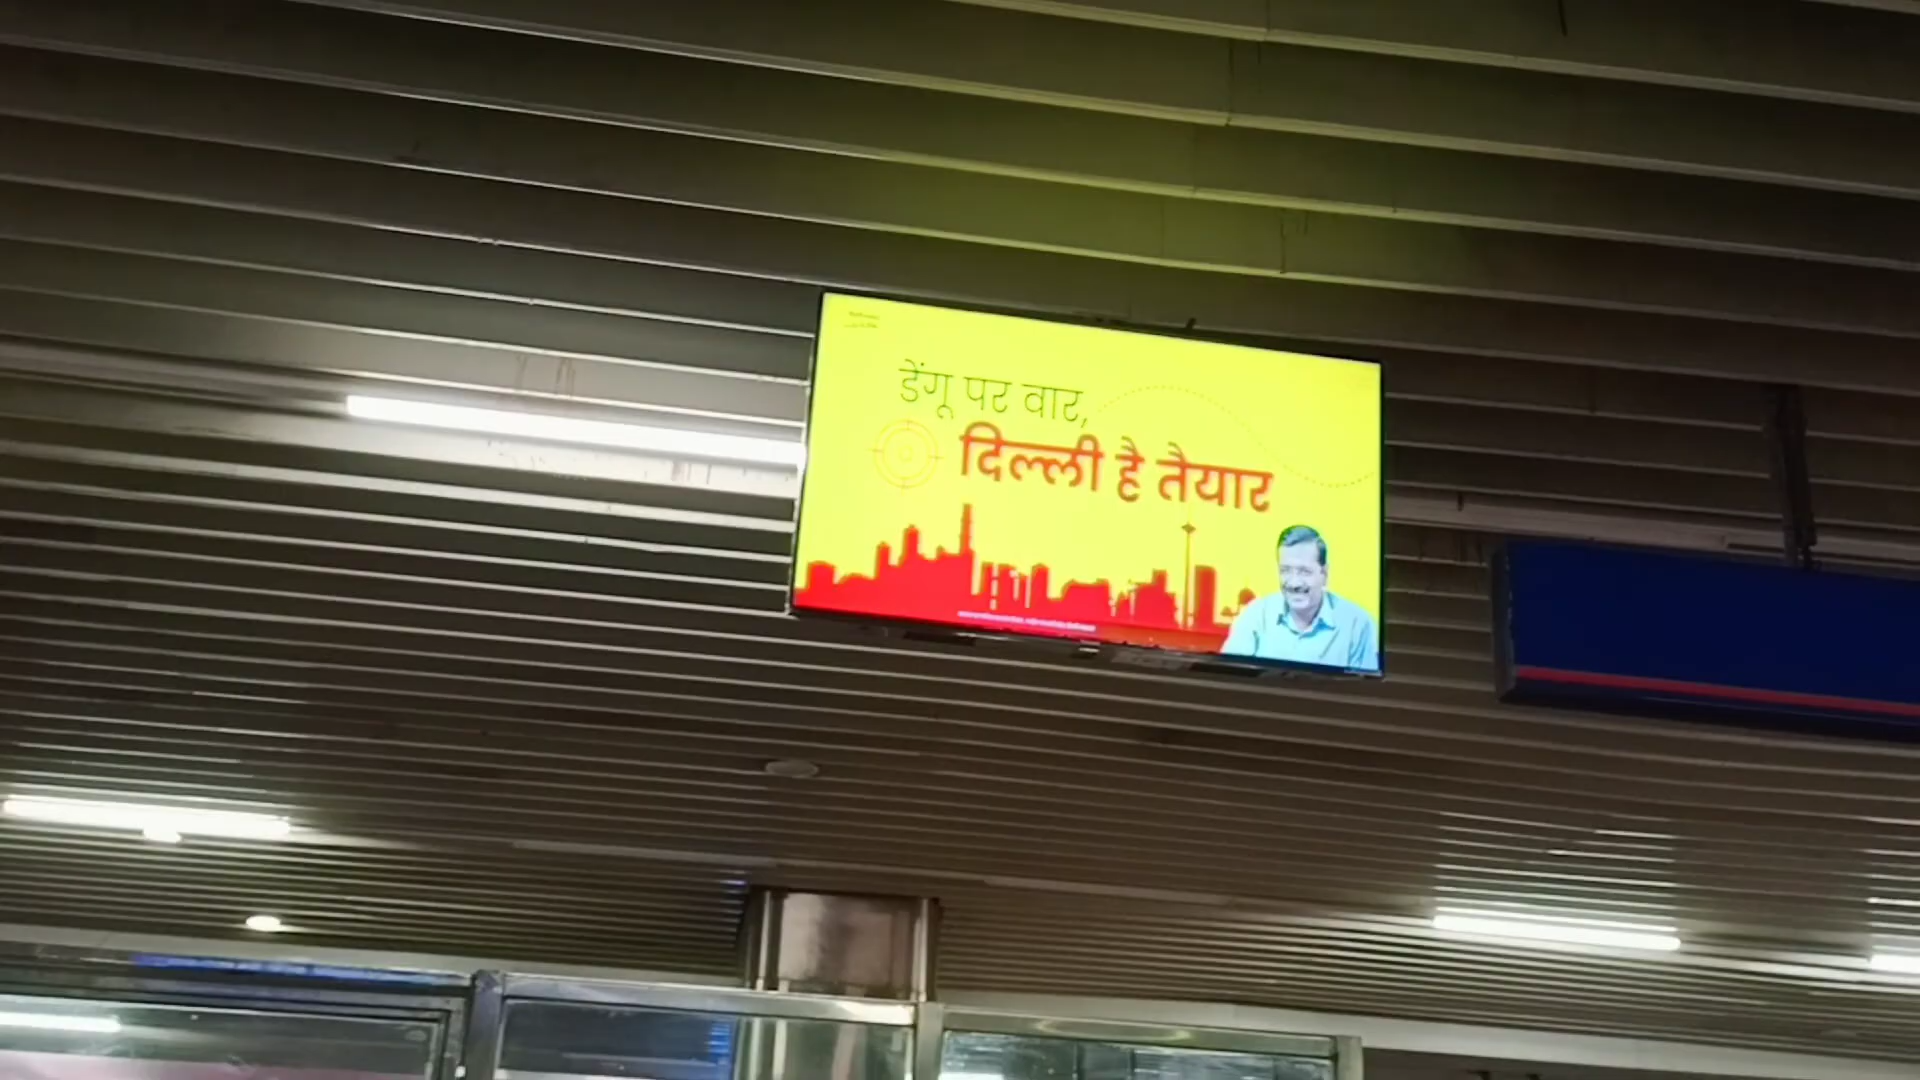 डेंगू पर वार,
दिल्ली है तैयार